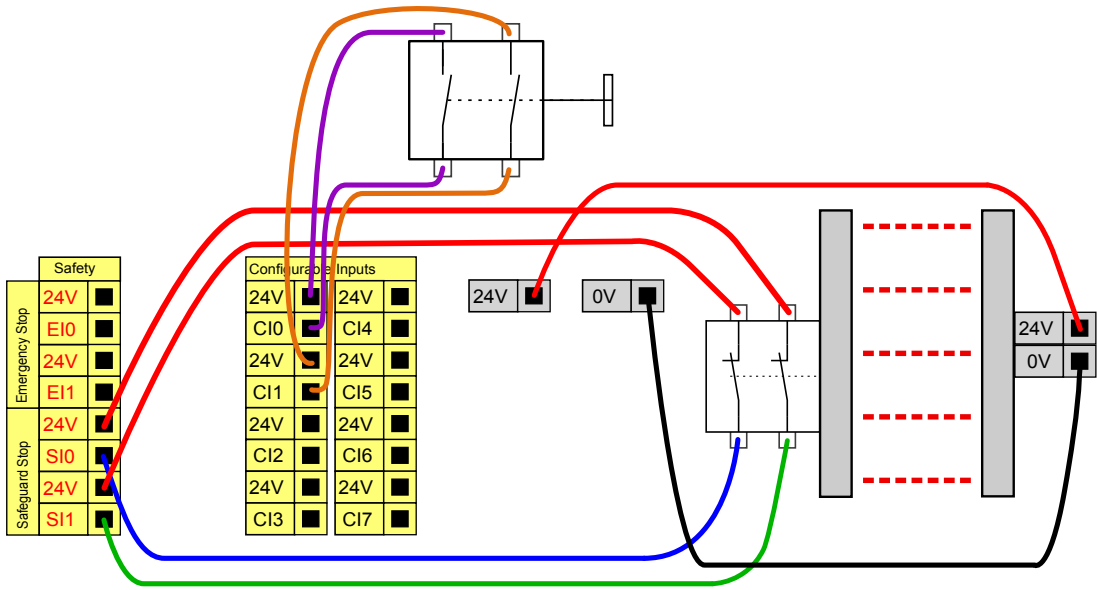 Safety
Emergency Stop
24V
EI0
24V
EI1
Safeguard Stop
24V
SI0
24V
SI1
Configurable Inputs
24V 24V
CI0 CI4
24V 24V
CI1 CI5
24V 24V
CI2 CI6
24V 24V
CI3 CI7
24V
0V
24V
0V